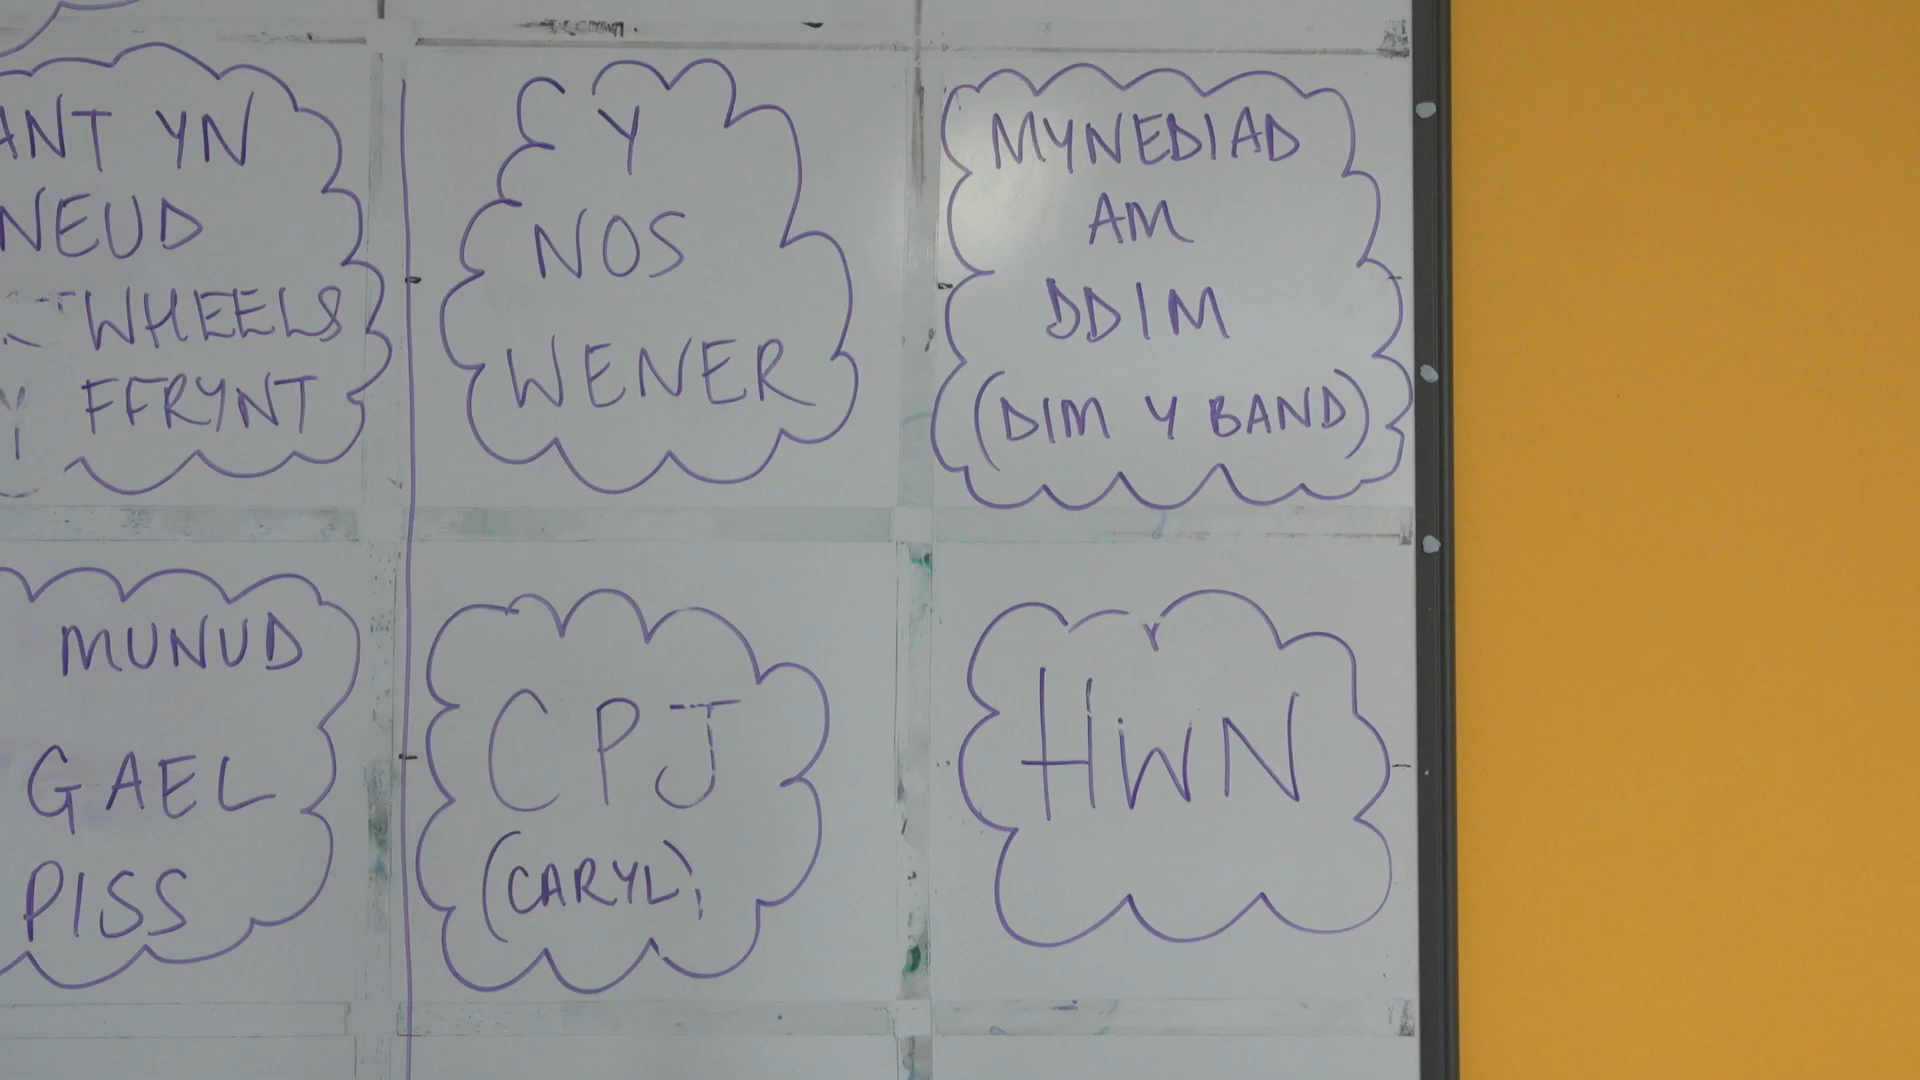 ANT YN
NEUD
WHEELS
Y FFRYNT
Y
NOS
WENER
MYNEDIAD
AM
DDIM
(DIM Y BAND)
MUNUD
GAEL
PISS
CPJ
(CARYL)
HWN